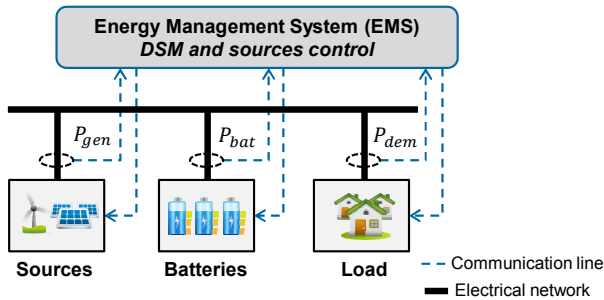 Energy Management System (EMS)
DSM and sources control
P_gen
P_bat
P_dem
Sources
Batteries
Load
Communication line
Electrical network